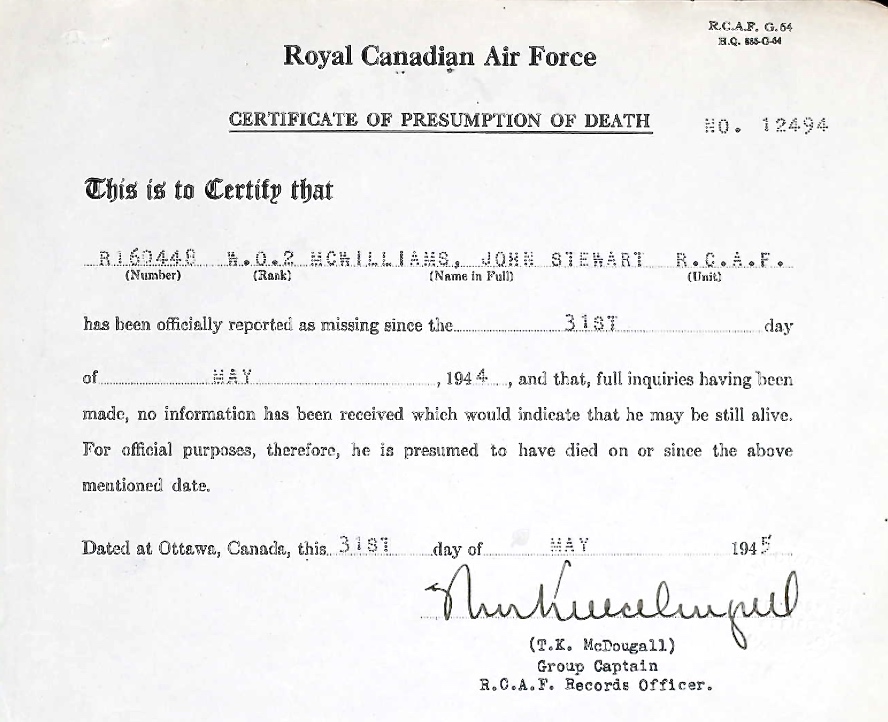 R.C.A.F. G.64
H.Q. 885-G-64
Royal Canadian Air Force
CERTIFICATE OF PRESUMPTION OF DEATH NO. 12494
This is to Certify that
R160448 W.O.2 MCWILLIAMS, JOHN STEWART R.C.A.F.
(Number) (Rank) (Name in Full) (Unit)
has been officially reported as missing since the 31ST day
of MAY, 1944, and that, full inquiries having been
made, no information has been received which would indicate that he may be still alive.
For official purposes, therefore, he is presumed to have died on or since the above
mentioned date.
Dated at Ottawa, Canada, this 31ST day of MAY 1945
(T.K. McDougall)
Group Captain
R.C.A.F. Records Officer.